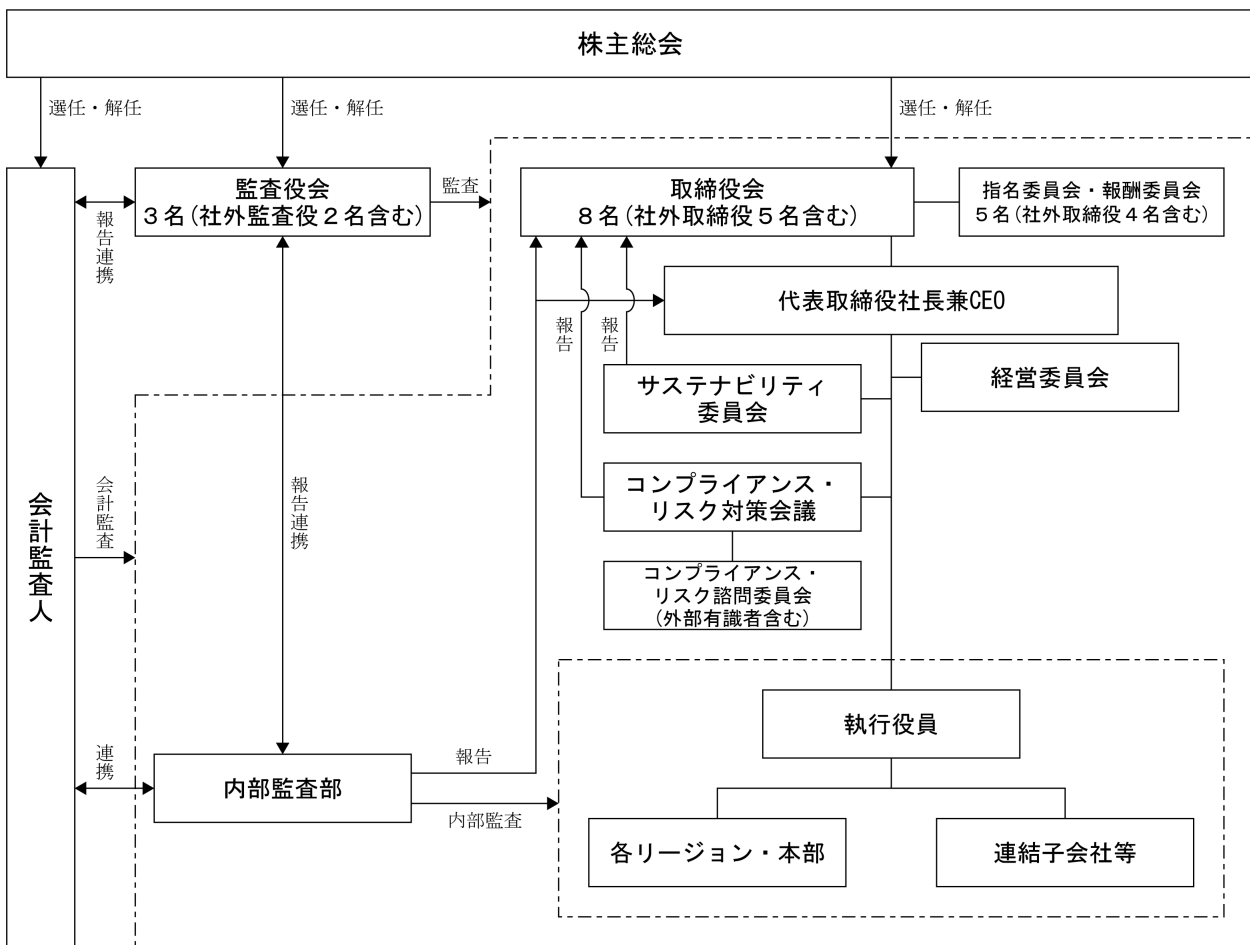 株主総会
選任・解任
選任・解任
選任・解任
監査役会
3名(社外監査役2名含む)
監査
取締役会
8名(社外取締役5名含む)
指名委員会・報酬委員会
5名(社外取締役4名含む)
報告連携
代表取締役社長兼CEO
報告
報告
経営委員会
サステナビリティ
委員会
コンプライアンス・
リスク対策会議
会計監査人
会計監査
報告連携
コンプライアンス・
リスク諮問委員会
(外部有識者含む)
執行役員
連携
内部監査部
報告
内部監査
各リージョン・本部
連結子会社等